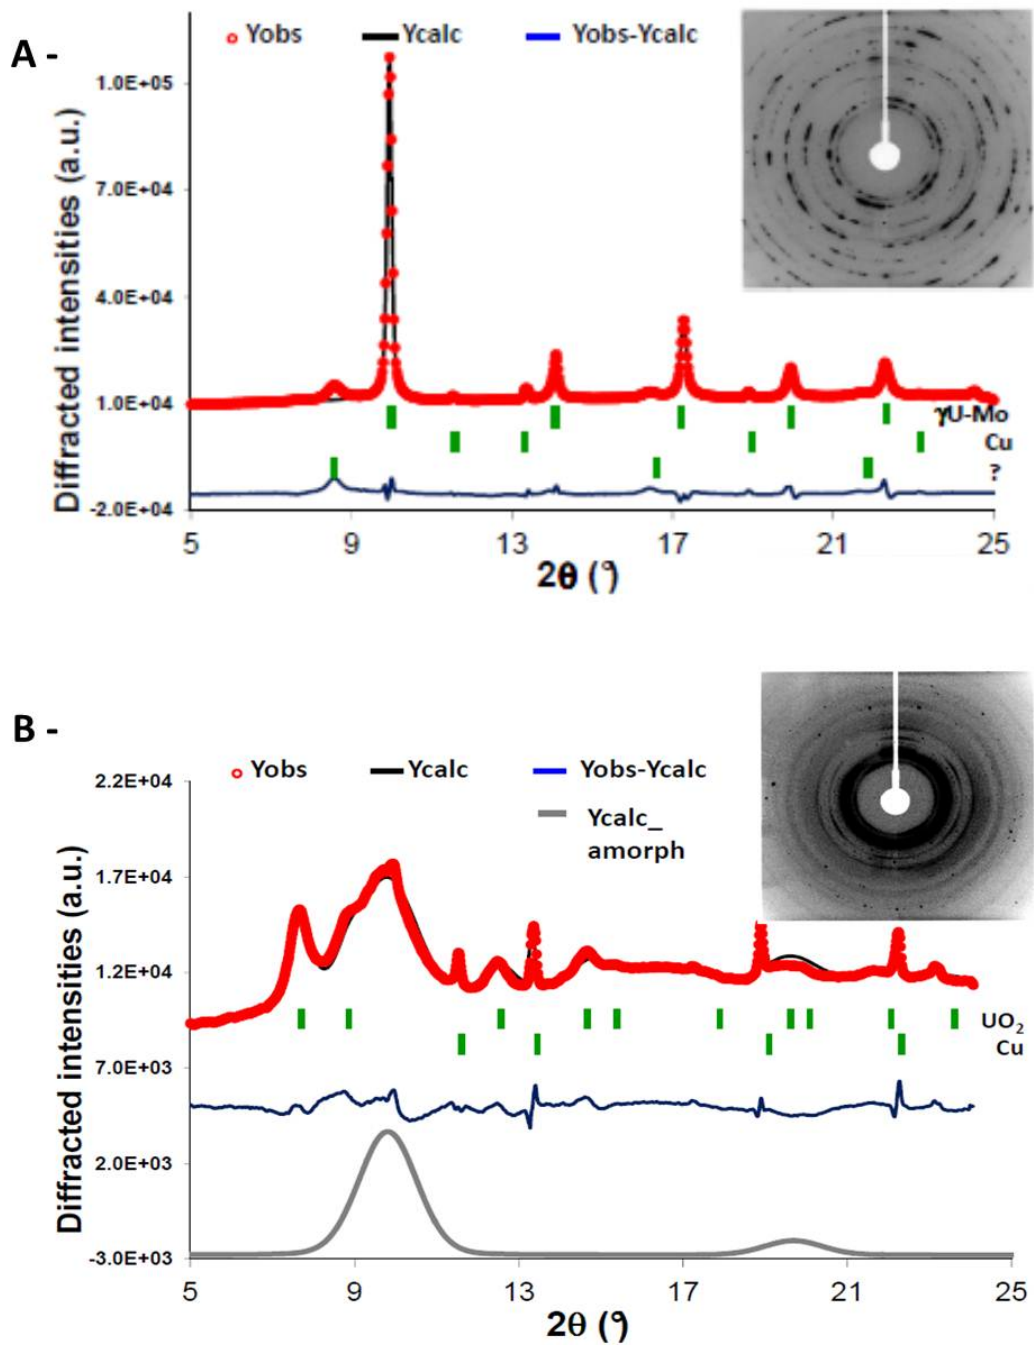 A -
Yobs Ycalc Yobs-Ycalc
Diffracted intensities (a.u.)
1.0E+05
7.0E+04
4.0E+04
1.0E+04
-2.0E+04
γU-Mo
Cu
?
5 9 13 17 21 25
2θ (°)
B -
Yobs Ycalc Yobs-Ycalc
Ycalc_
amorph
Diffracted intensities (a.u.)
2.2E+04
1.7E+04
1.2E+04
7.0E+03
2.0E+03
-3.0E+03
UO₂
Cu
5 9 13 17 21 25
2θ (°)